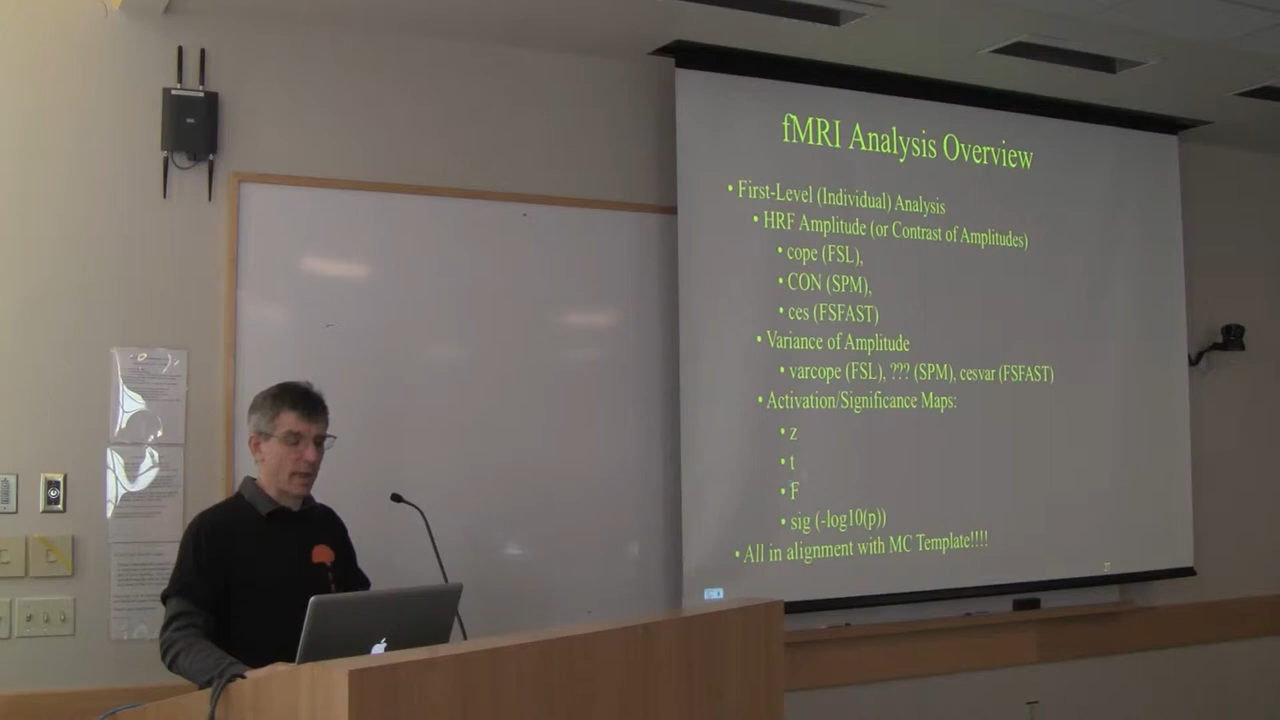 fMRI Analysis Overview
• First-Level (Individual) Analysis
• HRF Amplitude (or Contrast of Amplitudes)
• cope (FSL),
• CON (SPM),
• ces (FSFAST)
• Variance of Amplitude
• varcope (FSL), ??? (SPM), cesvar (FSFAST)
• Activation/Significance Maps:
• z
• t
• F
• sig (-log10(p))
• All in alignment with MC Template!!!!